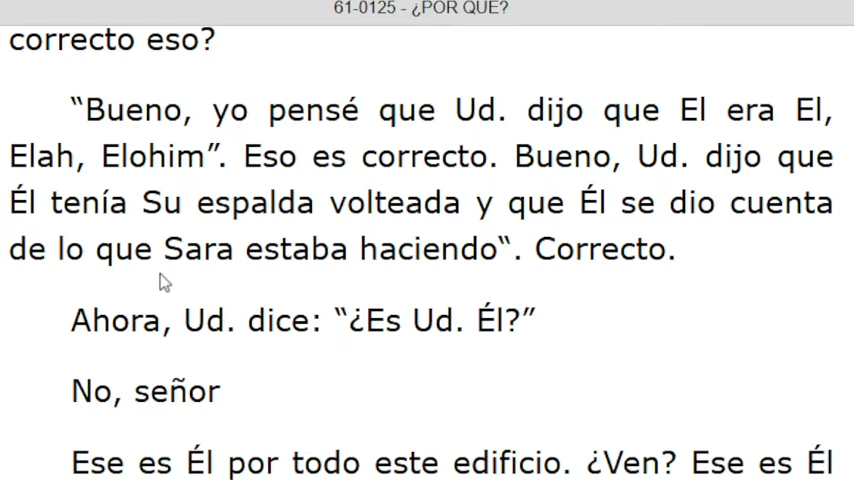 61-0125 - ¿POR QUE?
correcto eso?
“Bueno, yo pensé que Ud. dijo que El era El,
Elah, Elohim”. Eso es correcto. Bueno, Ud. dijo que
Él tenía Su espalda volteada y que Él se dio cuenta
de lo que Sara estaba haciendo“. Correcto.
Ahora, Ud. dice: “¿Es Ud. Él?”
No, señor
Ese es Él por todo este edificio. ¿Ven? Ese es Él